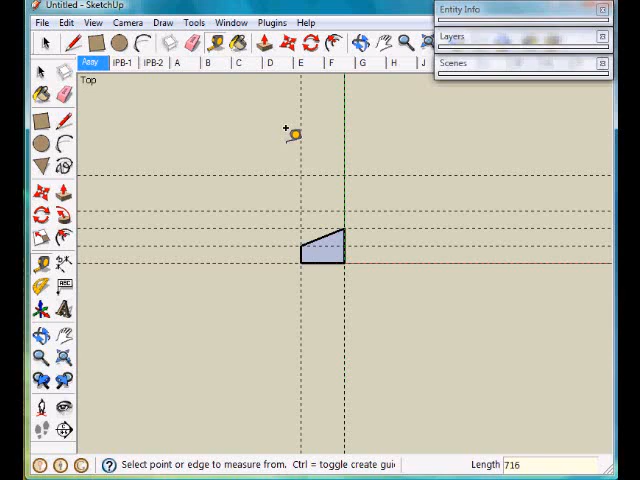 Untitled - SketchUp
Entity Info
File Edit View Camera Draw Tools Window Plugins Help
Layers
Assy IPB-1 IPB-2 A B C D E F G H J
Scenes
Top
ABC
A
Select point or edge to measure from. Ctrl = toggle create gui
Length 716